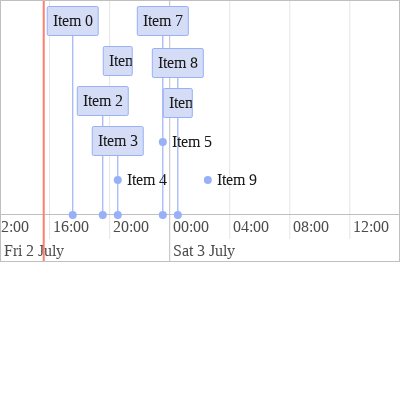 Item 0
Item 7
Item 8
Item 2
Item 3
Item 5
Item 4
Item 9
2:00
16:00
20:00
00:00
04:00
08:00
12:00
Fri 2 July
Sat 3 July